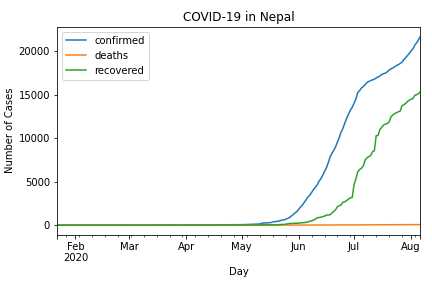 COVID-19 in Nepal
confirmed
deaths
recovered
Number of Cases
20000
15000
10000
5000
0
Feb Mar Apr May Jun Jul Aug
2020
Day